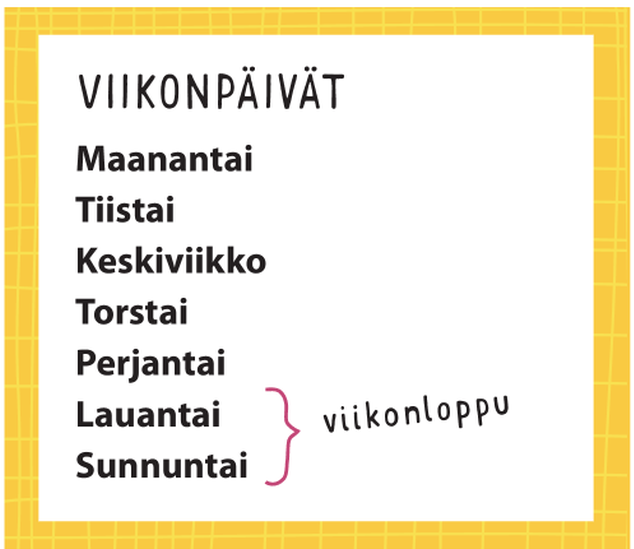 VIIKONPÄIVÄT
Maanantai
Tiistai
Keskiviikko
Torstai
Perjantai
Lauantai
Sunnuntai
viikonloppu